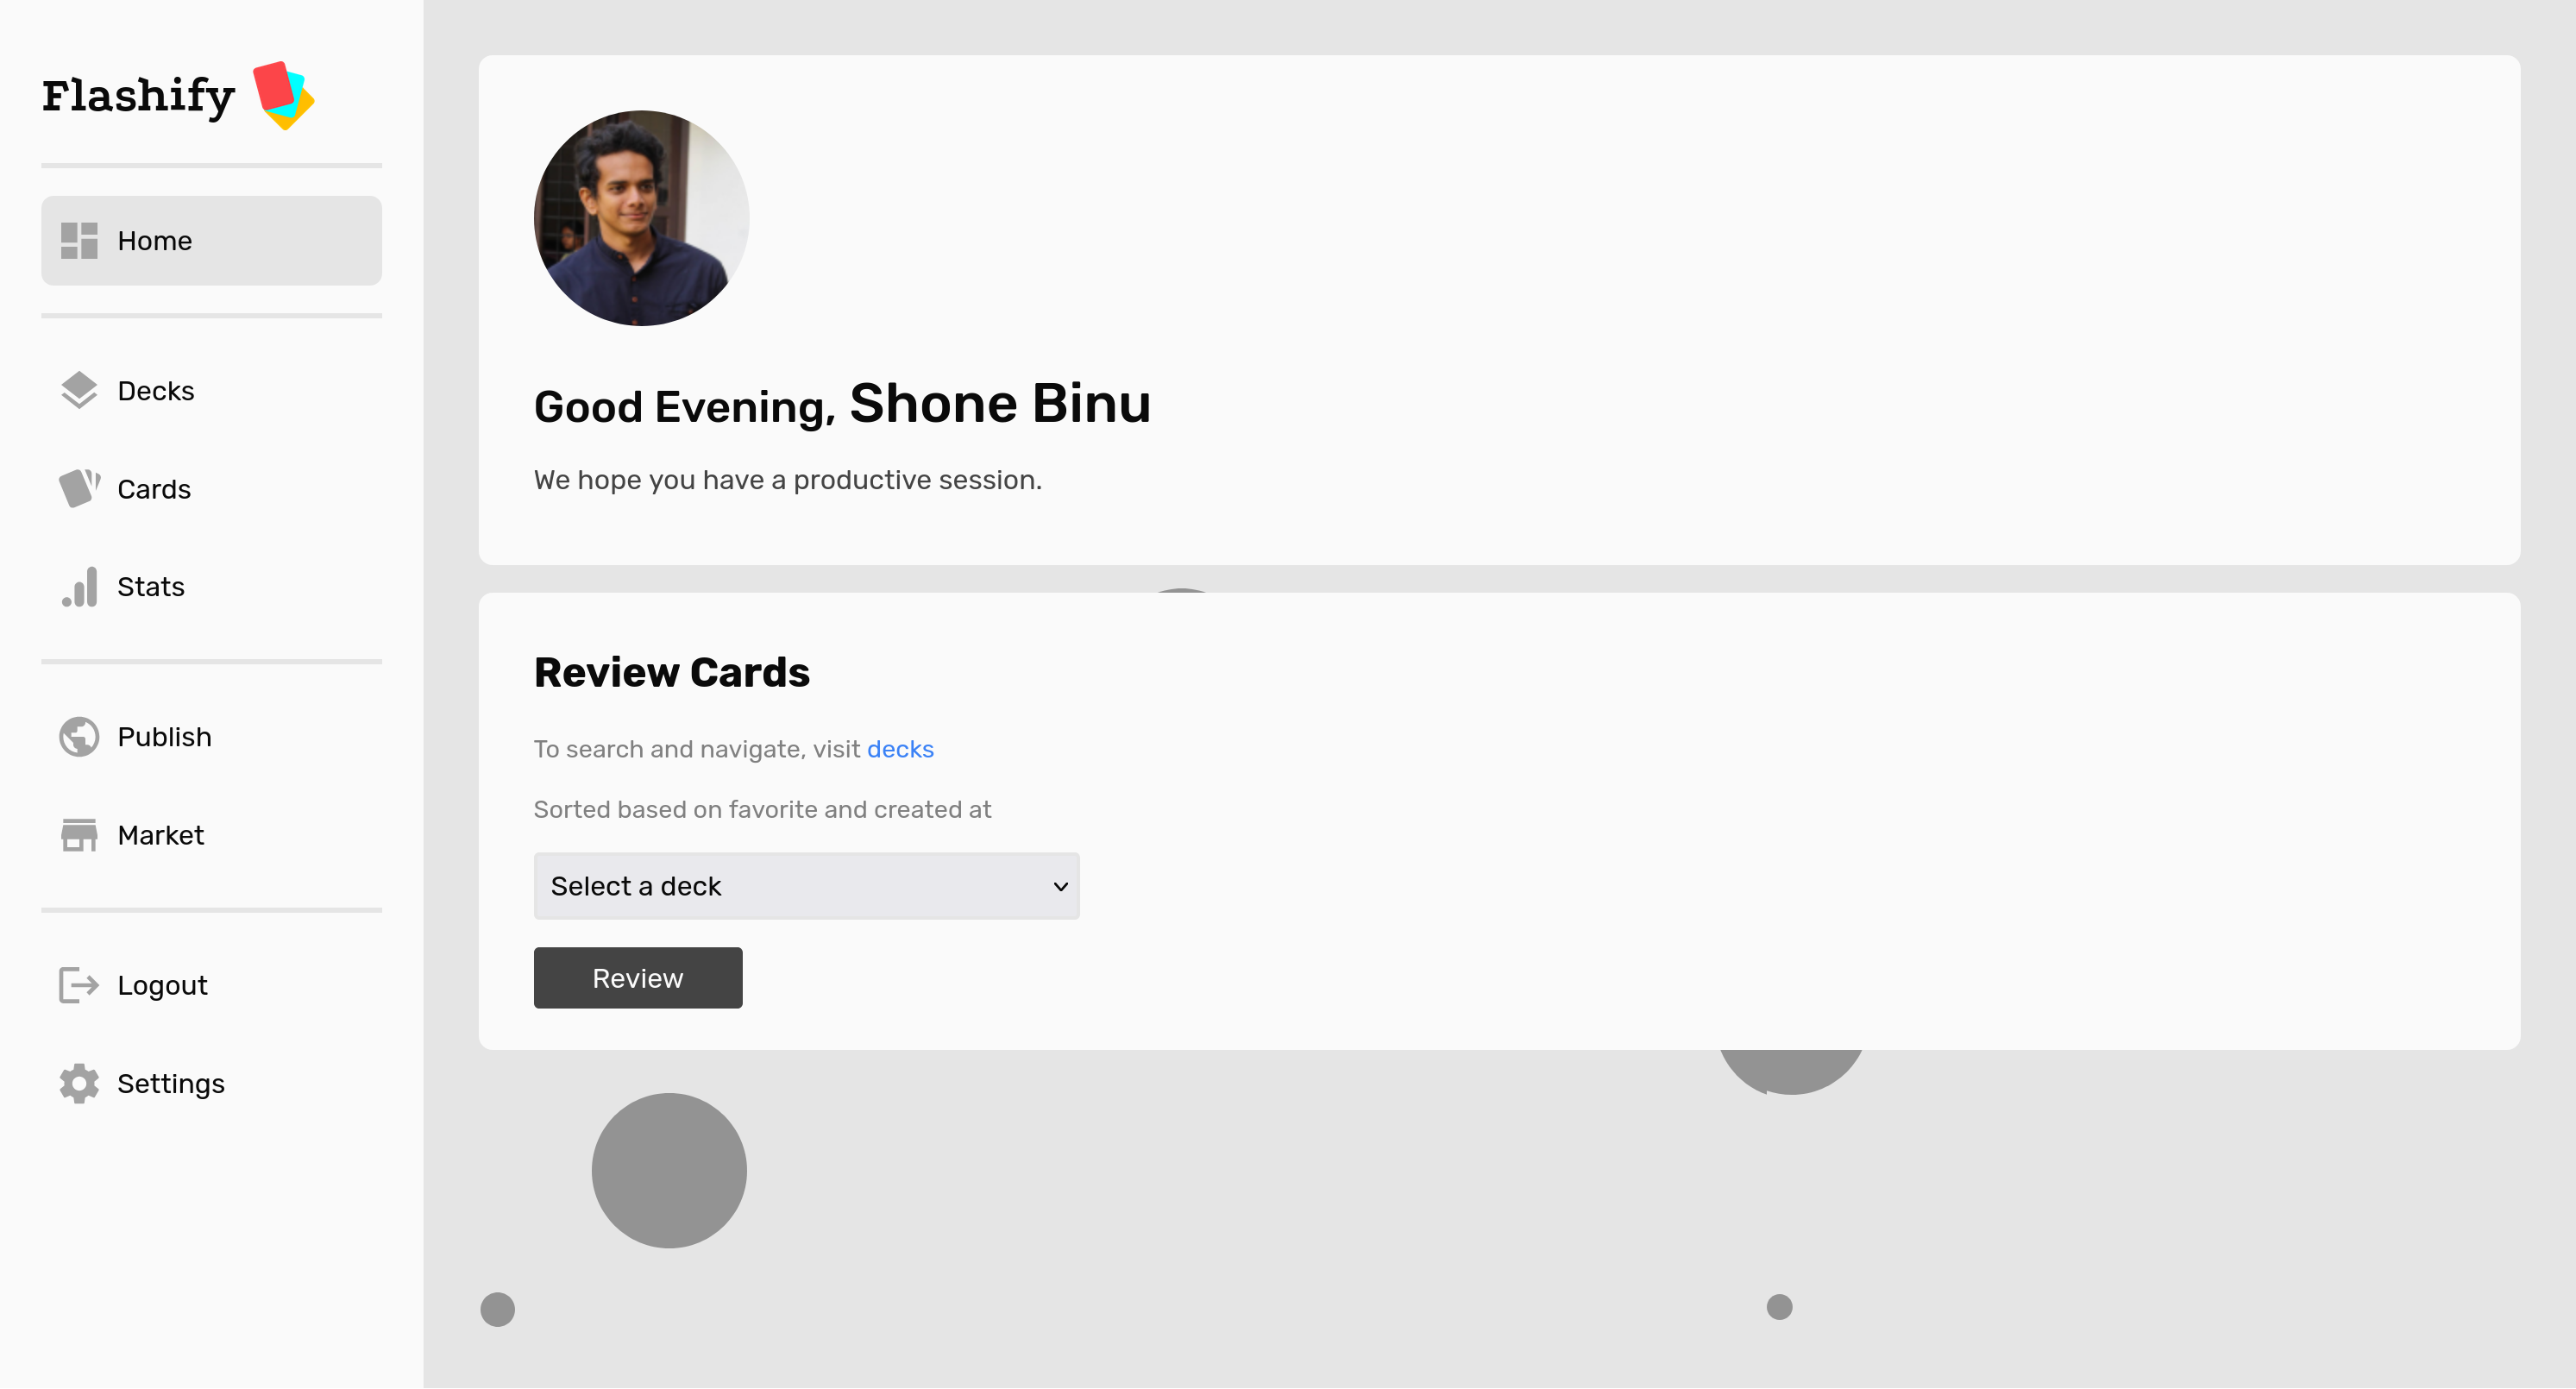 Flashify
Home
Decks
Cards
Stats
Publish
Market
Logout
Settings
Good Evening, Shone Binu
We hope you have a productive session.
Review Cards
To search and navigate, visit decks
Sorted based on favorite and created at
Select a deck
Review